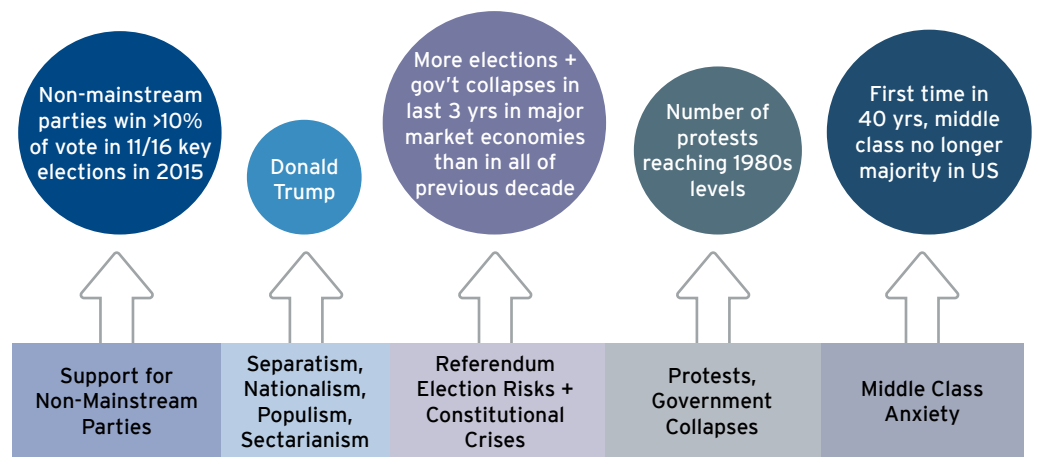 Non-mainstream
parties win >10%
of vote in 11/16 key
elections in 2015
Donald
Trump
More elections +
gov't collapses in
last 3 yrs in major
market economies
than in all of
previous decade
Number of
protests
reaching 1980s
levels
First time in
40 yrs, middle
class no longer
majority in US
Support for
Non-Mainstream
Parties
Separatism,
Nationalism,
Populism,
Sectarianism
Referendum
Election Risks +
Constitutional
Crises
Protests,
Government
Collapses
Middle Class
Anxiety